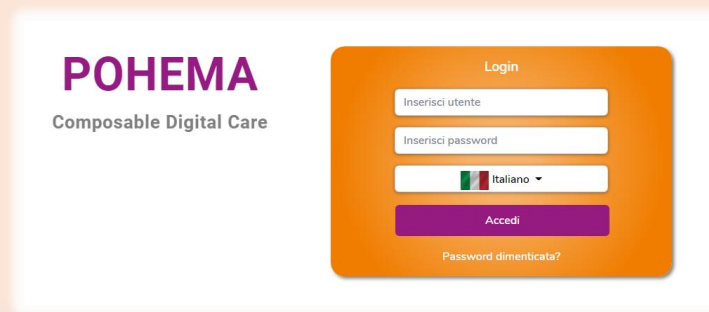 POHEMA
Composable Digital Care
Login
Inserisci utente
Inserisci password
Italiano
Accedi
Password dimenticata?